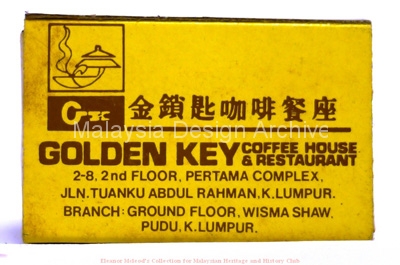 金鎖匙咖啡餐座
Malaysia Design Archive
GOLDEN KEY COFFEE HOUSE & RESTAURANT
2-8, 2nd FLOOR, PERTAMA COMPLEX,
JLN. TUANKU ABDUL RAHMAN, K. LUMPUR.
BRANCH: GROUND FLOOR, WISMA SHAW,
PUDU, K. LUMPUR.
Eleanor Meleod's Collection for Malaysian Heritage and History Club